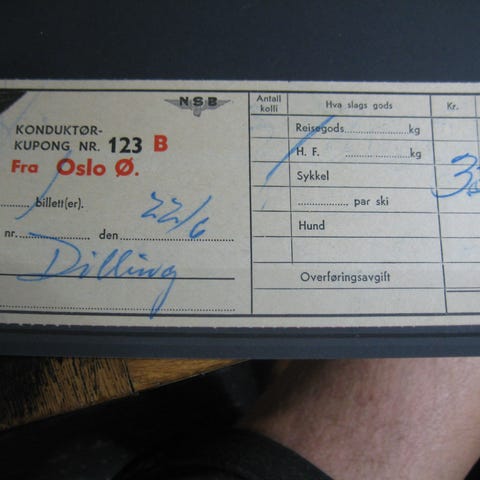 NSB
KONDUKTØR-
KUPONG NR. 123 B
Fra Oslo Ø.
billet(er).
nr. den 22/6
Dilling
Antall kolli Hva slags gods Kr.
Reisegods kg
H. F. kg
Sykkel
par ski
Hund
Overføringsavgift